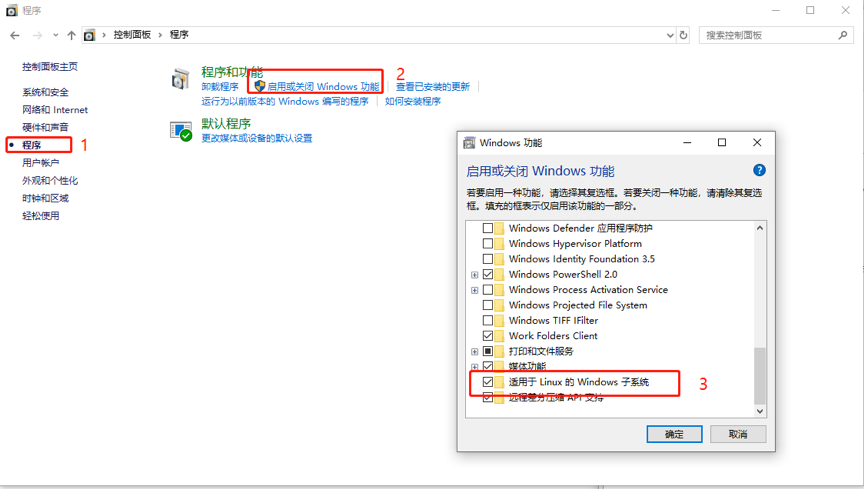 程序
控制面板 › 程序
搜索控制面板
控制面板主页
系统和安全
网络和 Internet
硬件和声音
程序
1
用户帐户
外观和个性化
时钟和区域
轻松使用
程序和功能
2
卸载程序
启用或关闭 Windows 功能
查看已安装的更新
运行为以前版本的 Windows 编写的程序
如何安装程序
默认程序
更改媒体或设备的默认设置
Windows 功能
启用或关闭 Windows 功能
若要启用一种功能，请选择其复选框。若要关闭一种功能，请清除其复选
框。填充的框表示仅启用该功能的一部分。
Windows Defender 应用程序防护
Windows Hypervisor Platform
Windows Identity Foundation 3.5
Windows PowerShell 2.0
Windows Process Activation Service
Windows Projected File System
Windows TIFF IFilter
Work Folders Client
打印和文件服务
媒体功能
适用于 Linux 的 Windows 子系统
3
远程差分压缩 API 支持
确定
取消